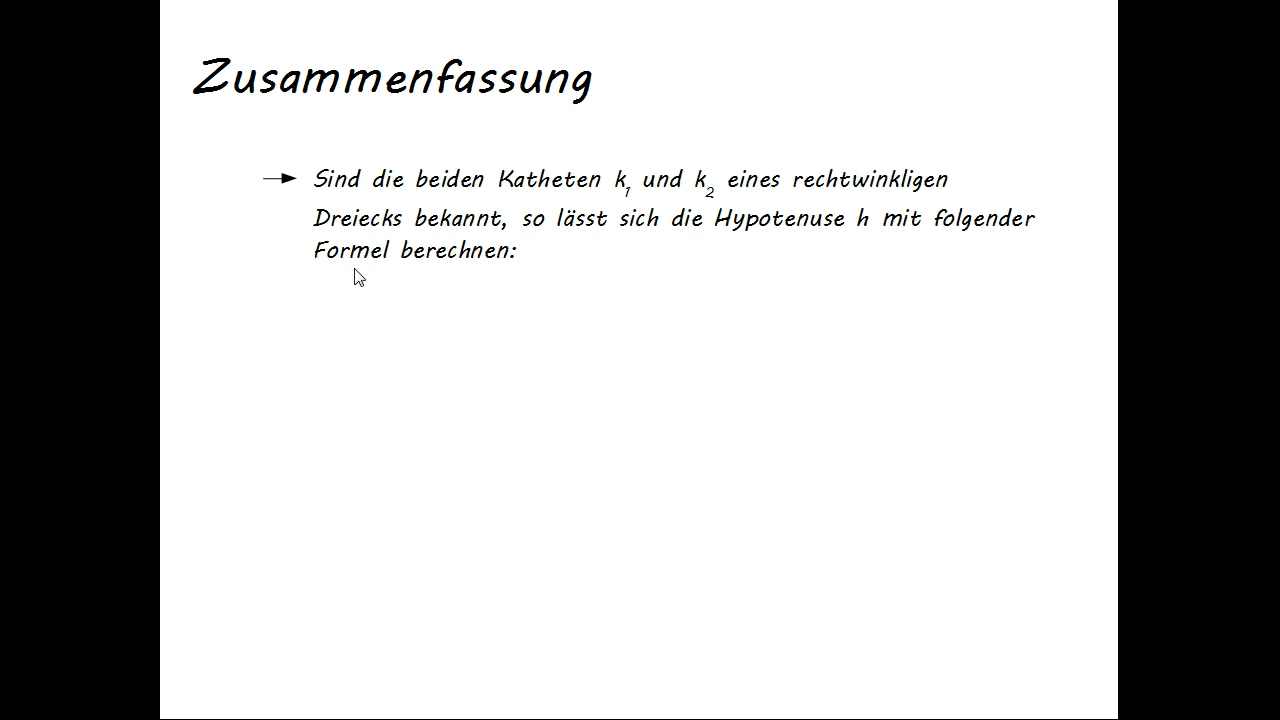 Zusammenfassung
Sind die beiden Katheten k₁ und k₂ eines rechtwinkligen
Dreiecks bekannt, so lässt sich die Hypotenuse h mit folgender
Formel berechnen: